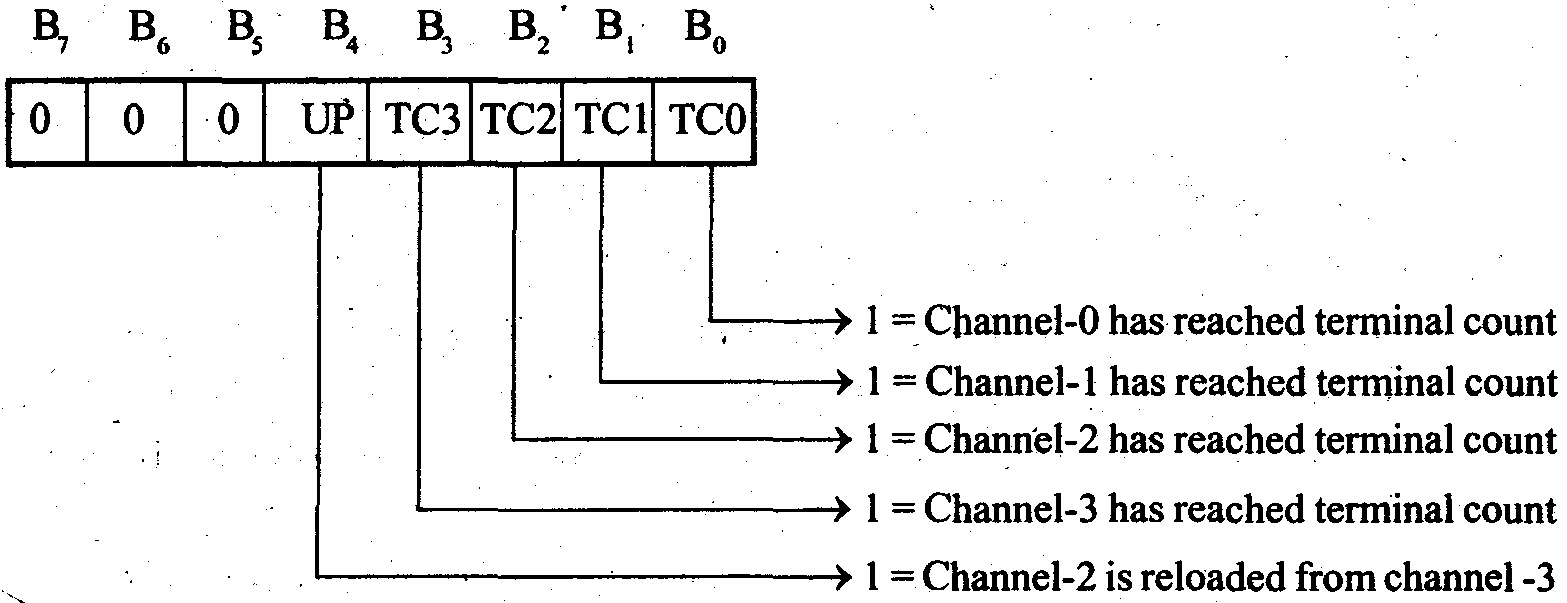 B₇ B₆ B₅ B₄ B₃ B₂ B₁ B₀
0 0 0 UP TC3 TC2 TC1 TC0
1 = Channel-0 has reached terminal count
1 = Channel-1 has reached terminal count
1 = Channel-2 has reached terminal count
1 = Channel-3 has reached terminal count
1 = Channel-2 is reloaded from channel -3